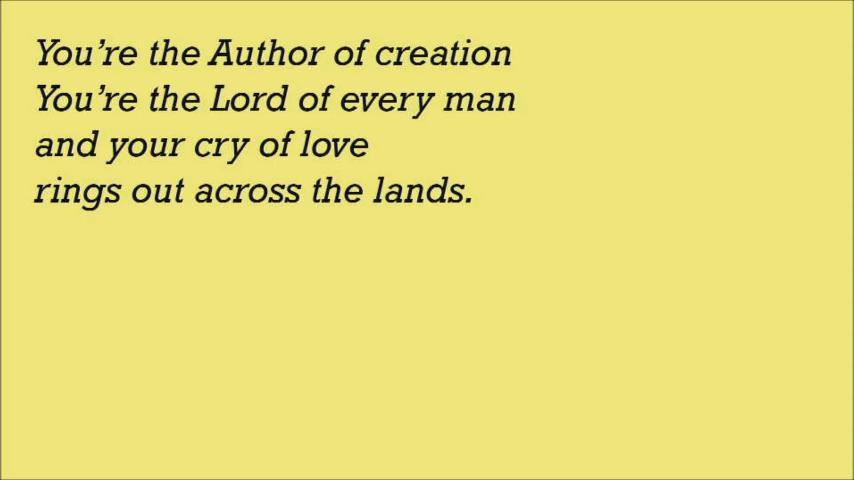 You’re the Author of creation
You’re the Lord of every man
and your cry of love
rings out across the lands.